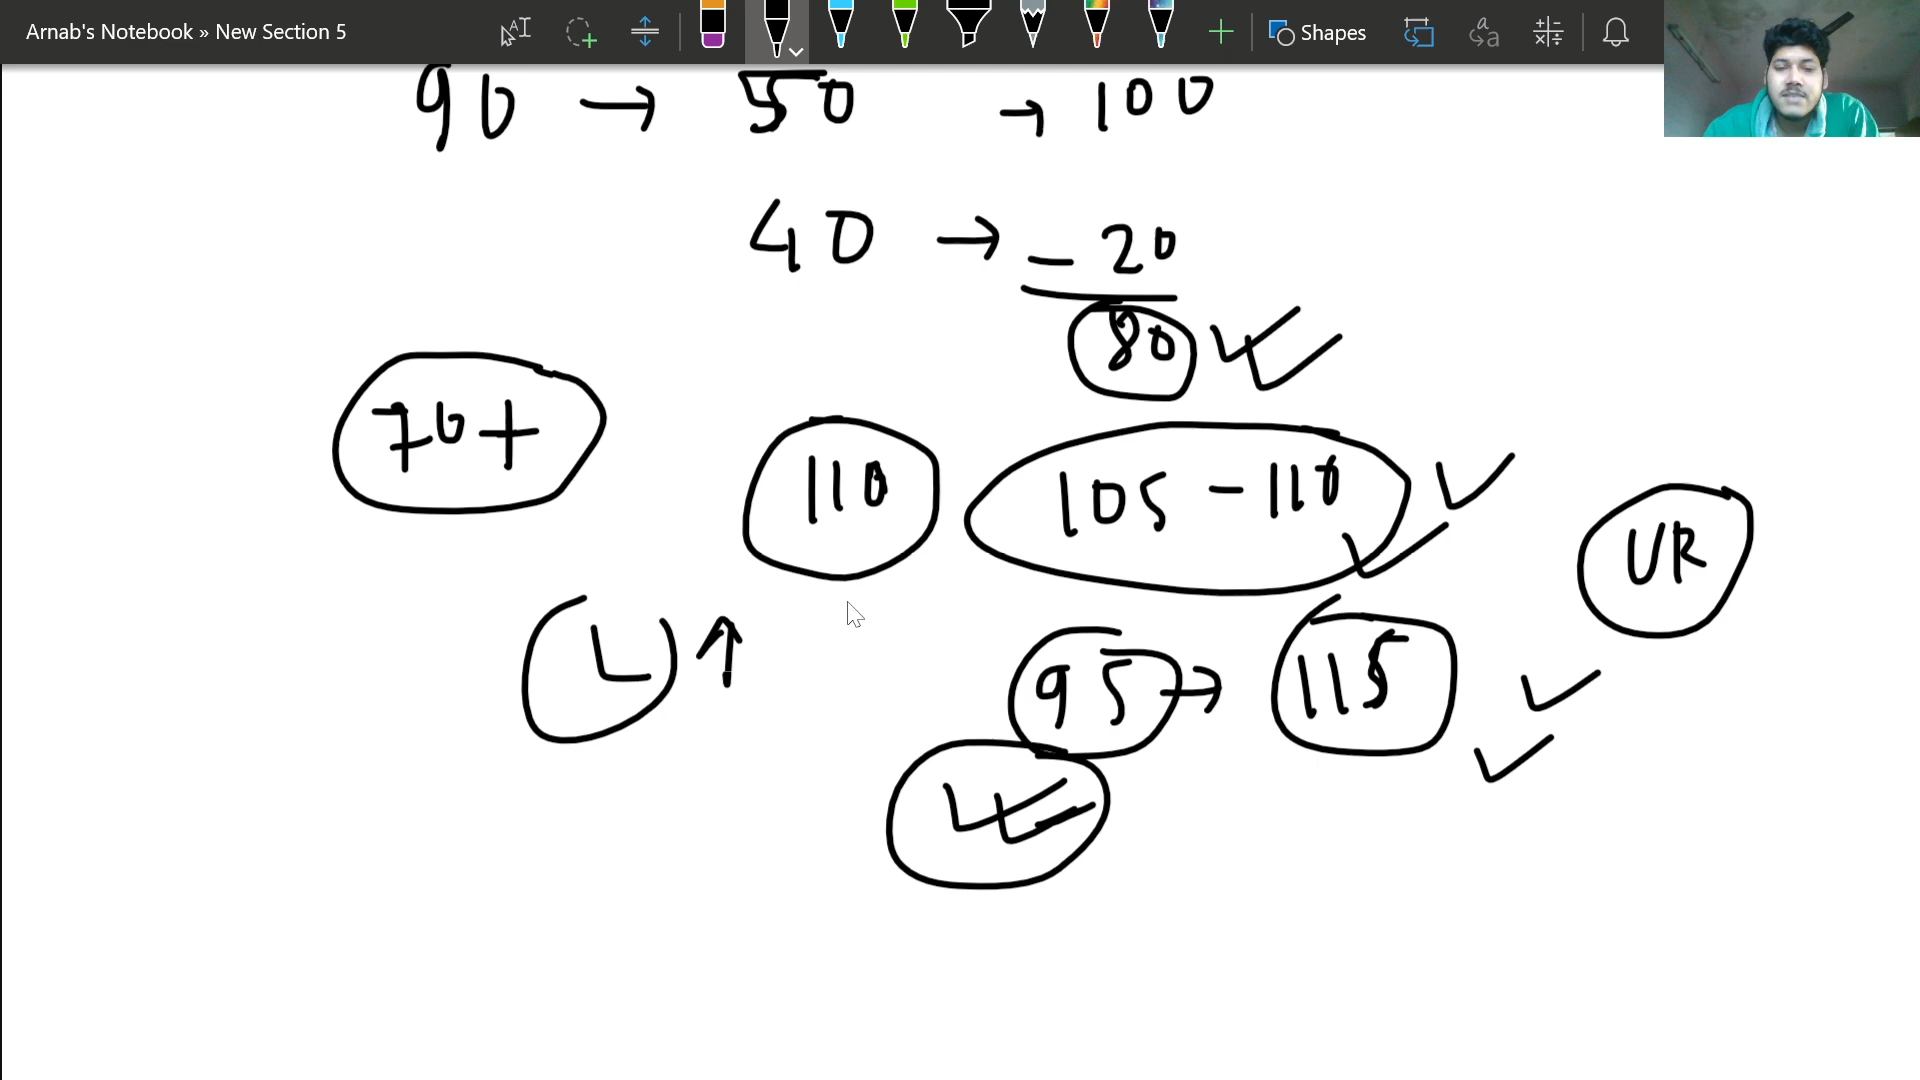 Arnab's Notebook » New Section 5
Shapes
90 → 50 → 100
40 → - 20
80
70+
110
105 - 110
UR
L ↑
95 → 115